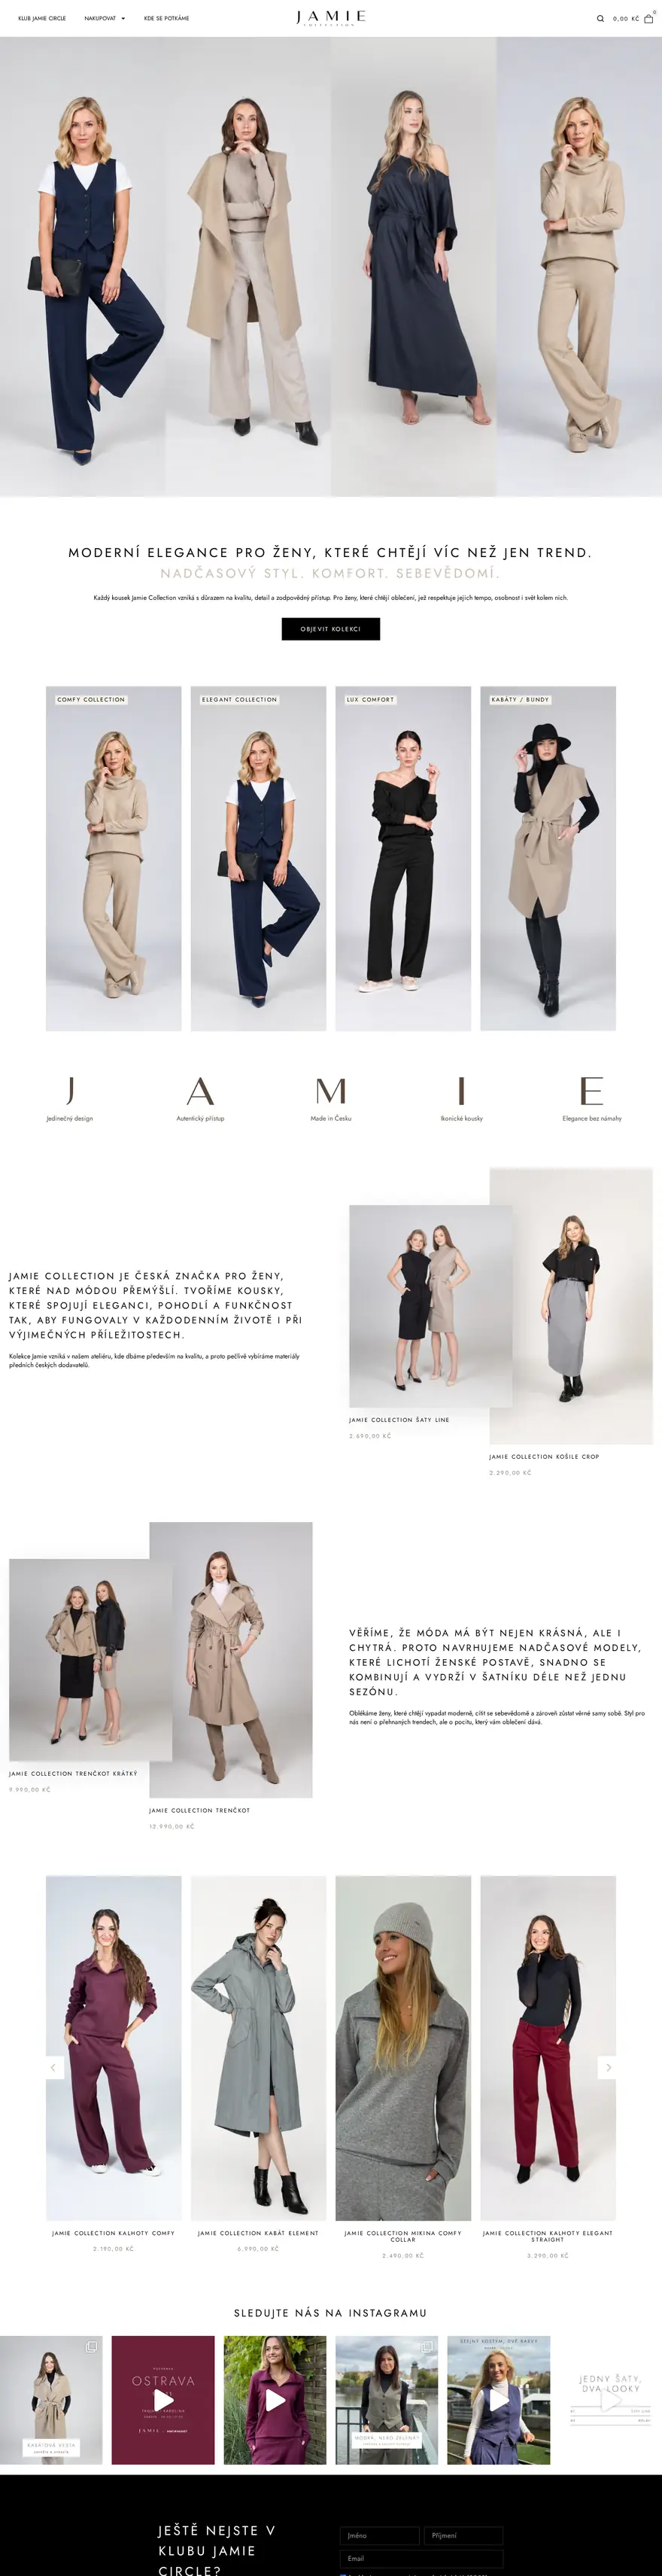 KLUB JAMIE CIRCLE
NAKUPOVAT
KDE SE POTKÁME
JAMIE
COLLECTION
0,00 KČ
0
MODERNÍ ELEGANCE PRO ŽENY, KTERÉ CHTĚJÍ VÍC NEŽ JEN TREND.
NADČASOVÝ STYL. KOMFORT. SEBEVĚDOMÍ.
Každý kousek Jamie Collection vzniká s důrazem na kvalitu, detail a zodpovědný přístup. Pro ženy, které chtějí oblečení, jež respektuje jejich tempo, osobnost i svět kolem nich.
OBJEVIT KOLEKCI
COMFY COLLECTION
ELEGANT COLLECTION
LUX COMFORT
KABÁTY / BUNDY
J
A
M
I
E
Jedinečný design
Autentický přístup
Made in Česku
Ikonické kousky
Elegance bez námahy
JAMIE COLLECTION JE ČESKÁ ZNAČKA PRO ŽENY,
KTERÉ NAD MÓDOU PŘEMÝŠLÍ. TVOŘÍME KOUSKY,
KTERÉ SPOJUJÍ ELEGANCI, POHODLÍ A FUNKČNOST
TAK, ABY FUNGOVALY V KAŽDODENNÍM ŽIVOTĚ I PŘI
VÝJIMEČNÝCH PŘÍLEŽITOSTECH.
Kolekce Jamie vzniká v našem ateliéru, kde dbáme především na kvalitu, a proto pečlivě vybíráme materiály
předních českých dodavatelů.
JAMIE COLLECTION ŠATY LINE
2.690,00 KČ
JAMIE COLLECTION KOŠILE CROP
2.290,00 KČ
VĚŘÍME, ŽE MÓDA MÁ BÝT NEJEN KRÁSNÁ, ALE I
CHYTRÁ. PROTO NAVRHUJEME NADČASOVÉ MODELY,
KTERÉ LICHOTÍ ŽENSKÉ POSTAVĚ, SNADNO SE
KOMBINUJÍ A VYDRŽÍ V ŠATNÍKU DÉLE NEŽ JEDNU
SEZÓNU.
Oblékáme ženy, které chtějí vypadat moderně, cítit se sebevědomě a zároveň zůstat věrné samy sobě. Styl pro
nás není o přehnaných trendech, ale o pocitu, který vám oblečení dává.
JAMIE COLLECTION TRENČKOT KRÁTKÝ
9.990,00 KČ
JAMIE COLLECTION TRENČKOT
12.990,00 KČ
JAMIE COLLECTION KALHOTY COMFY
2.190,00 KČ
JAMIE COLLECTION KABÁT ELEMENT
6.990,00 KČ
JAMIE COLLECTION MIKINA COMFY
COLLAR
2.490,00 KČ
JAMIE COLLECTION KALHOTY ELEGANT
STRAIGHT
3.290,00 KČ
SLEDUJTE NÁS NA INSTAGRAMU
KABÁTOVÁ VESTA
OSTRAVA
JAMIE
MODRÁ, NEBO ZELENÁ?
STEJNÝ KOSTÝM, DVĚ BARVY
JEDNY ŠATY,
DVA LOOKY
JEŠTĚ NEJSTE V
KLUBU JAMIE
CIRCLE?
Jméno
Příjmení
Email